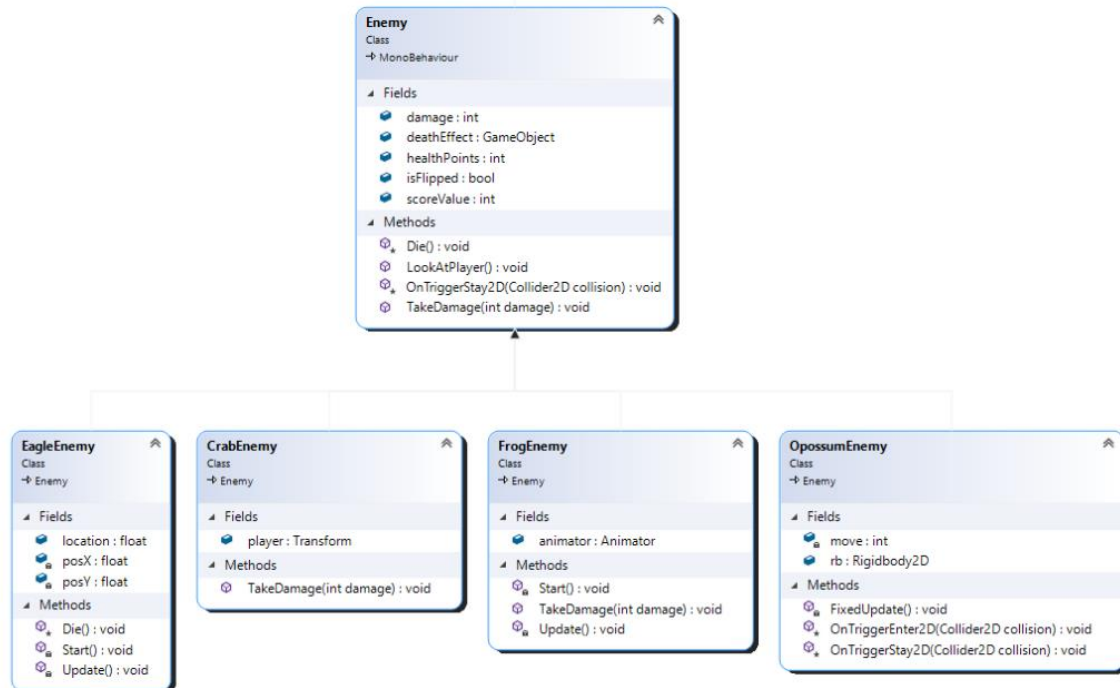 Enemy
Class
MonoBehaviour
Fields
damage : int
deathEffect : GameObject
healthPoints : int
isFlipped : bool
scoreValue : int
Methods
Die() : void
LookAtPlayer() : void
OnTriggerStay2D(Collider2D collision) : void
TakeDamage(int damage) : void
EagleEnemy
Class
Enemy
Fields
location : float
posX : float
posY : float
Methods
Die() : void
Start() : void
Update() : void
CrabEnemy
Class
Enemy
Fields
player : Transform
Methods
TakeDamage(int damage) : void
FrogEnemy
Class
Enemy
Fields
animator : Animator
Methods
Start() : void
TakeDamage(int damage) : void
Update() : void
OpossumEnemy
Class
Enemy
Fields
move : int
rb : Rigidbody2D
Methods
FixedUpdate() : void
OnTriggerEnter2D(Collider2D collision) : void
OnTriggerStay2D(Collider2D collision) : void